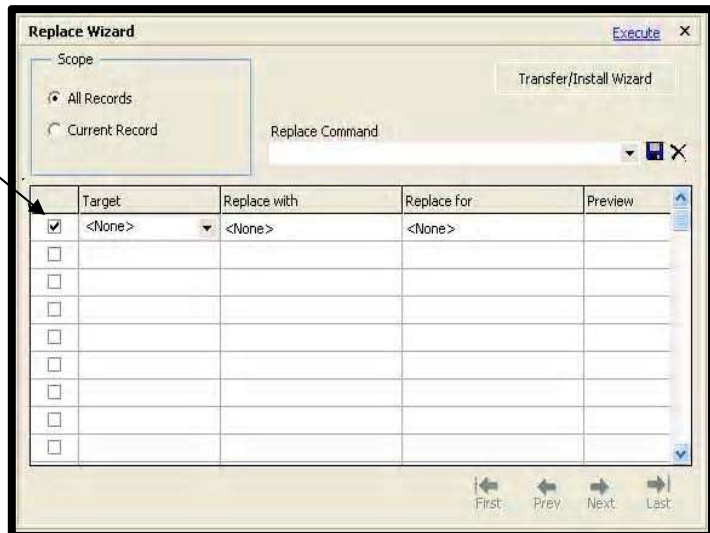 Replace Wizard Execute X
Scope
All Records
Current Record
Transfer/Install Wizard
Replace Command
Target Replace with Replace for Preview
<None> <None> <None>
First Prev Next Last